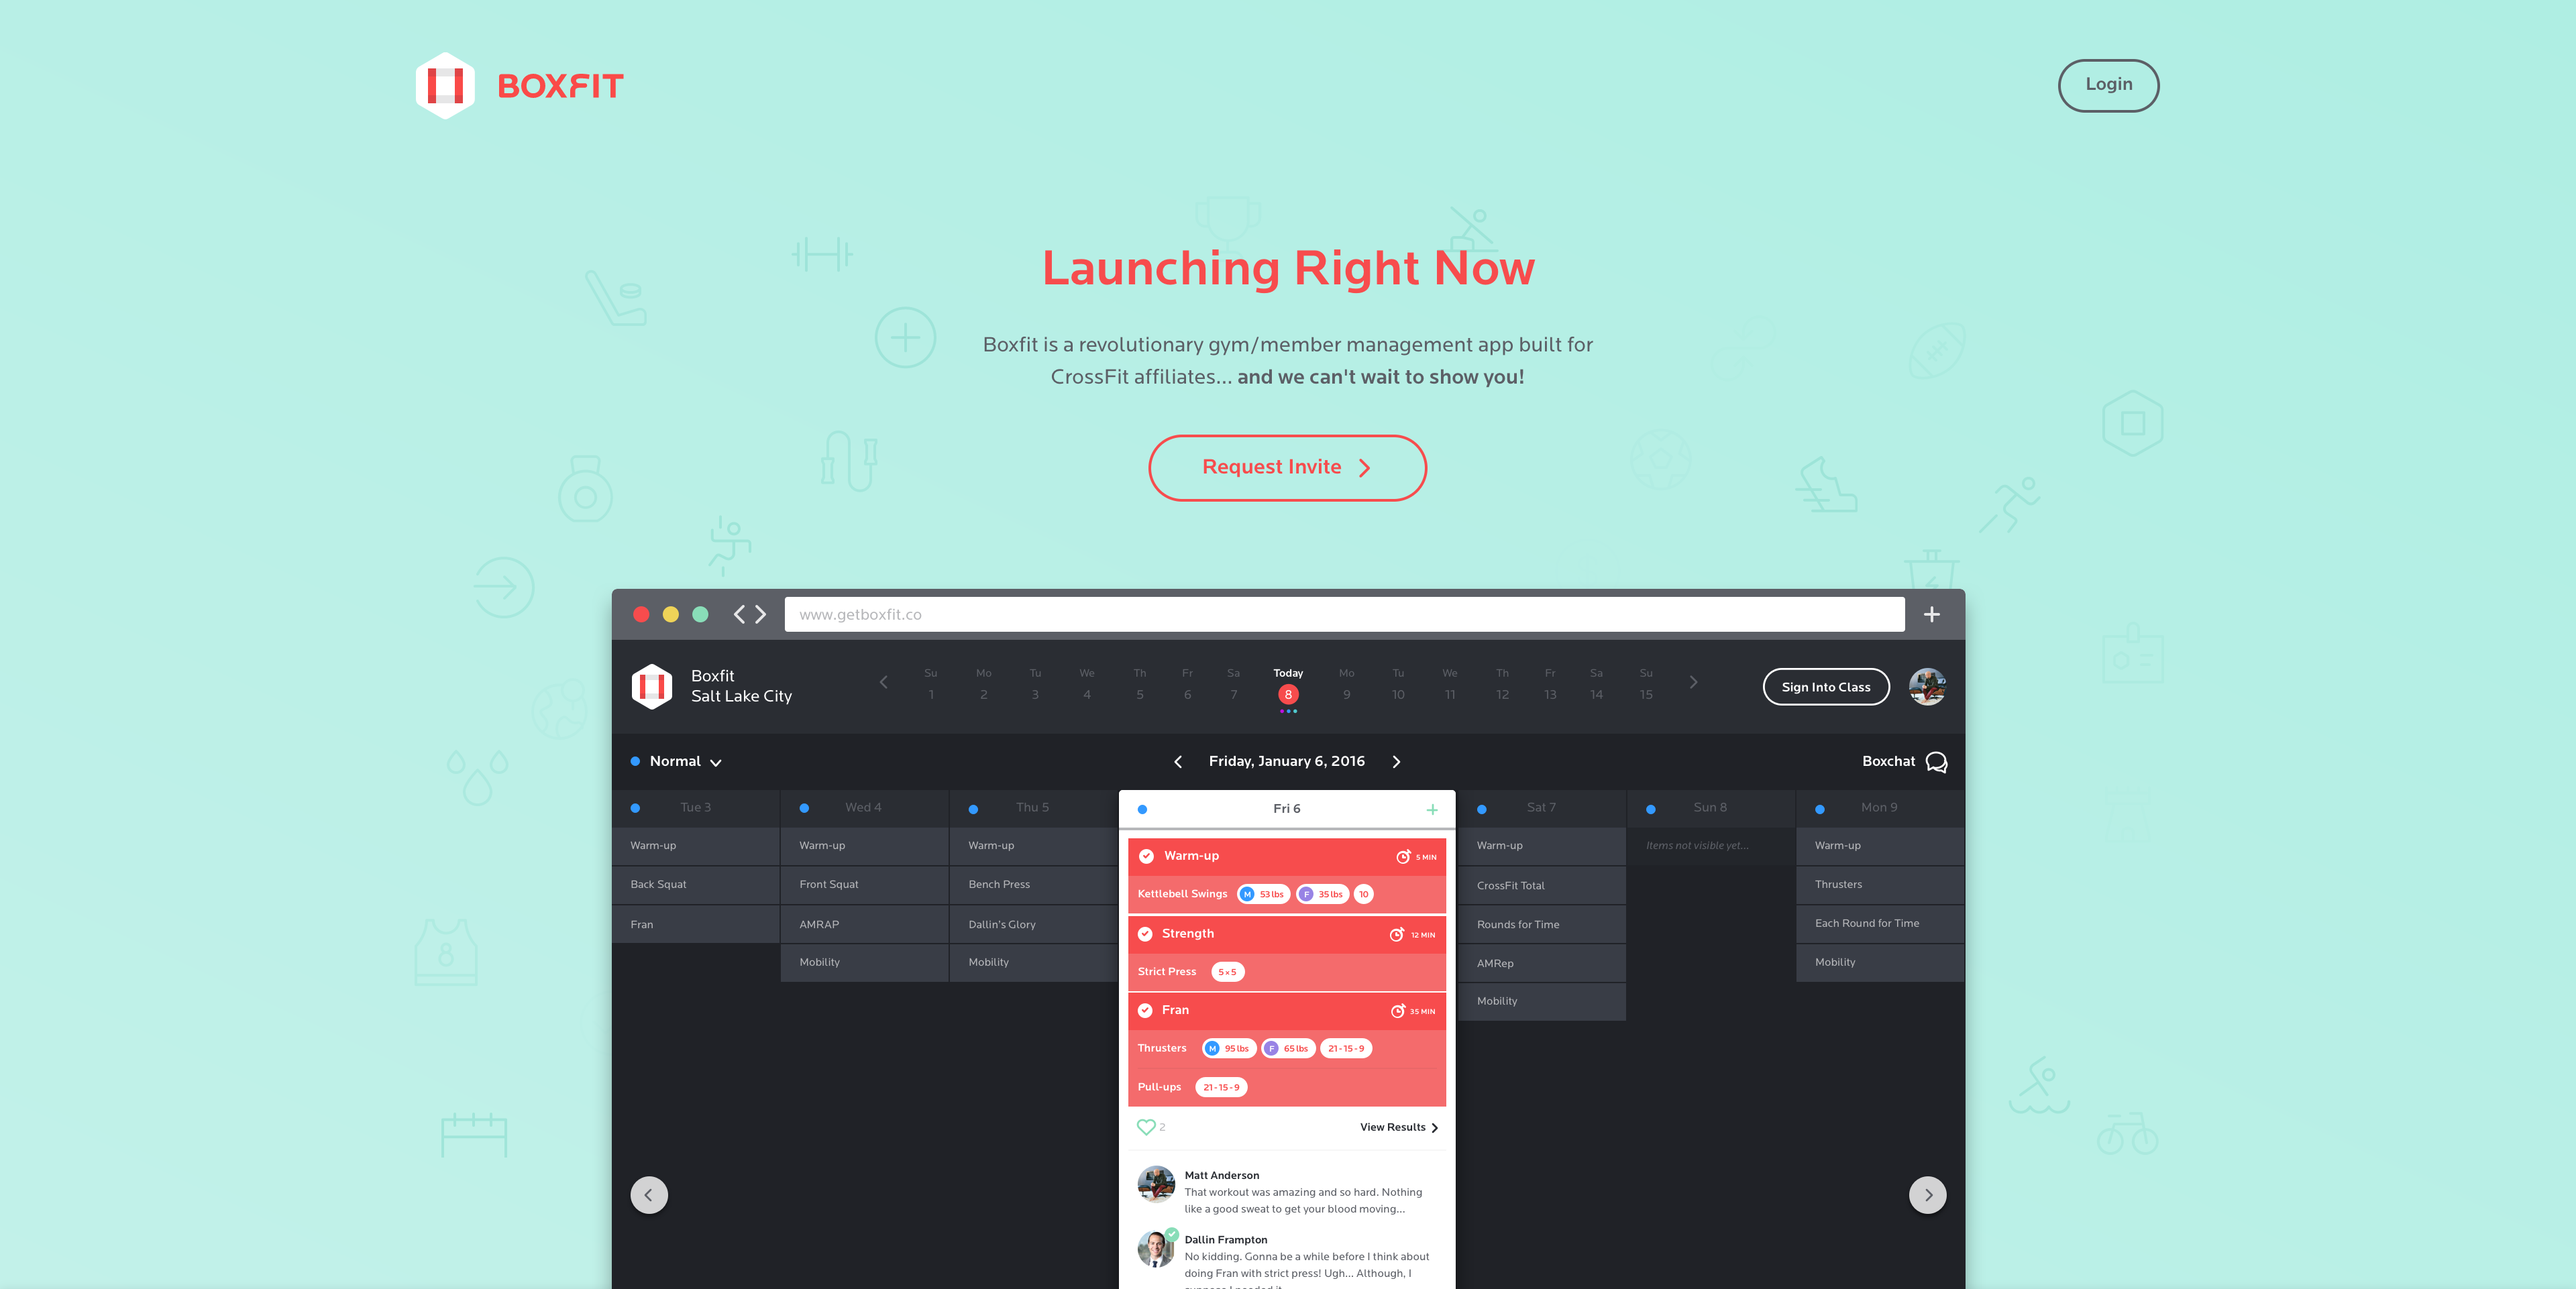 BOXFIT
Login
Launching Right Now
Boxfit is a revolutionary gym/member management app built for
CrossFit affiliates... and we can't wait to show you!
Request Invite
www.getboxfit.co
Boxfit
Salt Lake City
Su Mo Tu We Th Fr Sa Today Mo Tu We Th Fr Sa Su
1 2 3 4 5 6 7 8 9 10 11 12 13 14 15
Sign Into Class
Normal
Friday, January 6, 2016
Boxchat
Tue 3
Warm-up
Back Squat
Fran
Wed 4
Warm-up
Front Squat
AMRAP
Mobility
Thu 5
Warm-up
Bench Press
Dallin's Glory
Mobility
Fri 6
Warm-up 5 MIN
Kettlebell Swings M 53 lbs F 35 lbs 10
Strength 12 MIN
Strict Press 5 × 5
Fran 35 MIN
Thrusters M 95 lbs F 65 lbs 21 - 15 - 9
Pull-ups 21 - 15 - 9
2
View Results
Matt Anderson
That workout was amazing and so hard. Nothing
like a good sweat to get your blood moving...
Dallin Frampton
No kidding. Gonna be a while before I think about
doing Fran with strict press! Ugh... Although, I
Sat 7
Warm-up
CrossFit Total
Rounds for Time
AMRep
Mobility
Sun 8
Items not visible yet...
Mon 9
Warm-up
Thrusters
Each Round for Time
Mobility
8